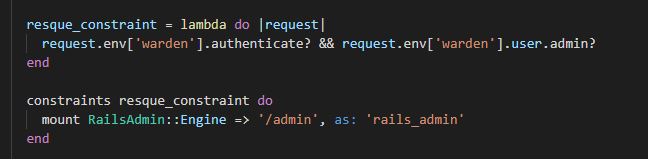 resque_constraint = lambda do |request|
  request.env['warden'].authenticate? && request.env['warden'].user.admin?
end
constraints resque_constraint do
  mount RailsAdmin::Engine => '/admin', as: 'rails_admin'
end